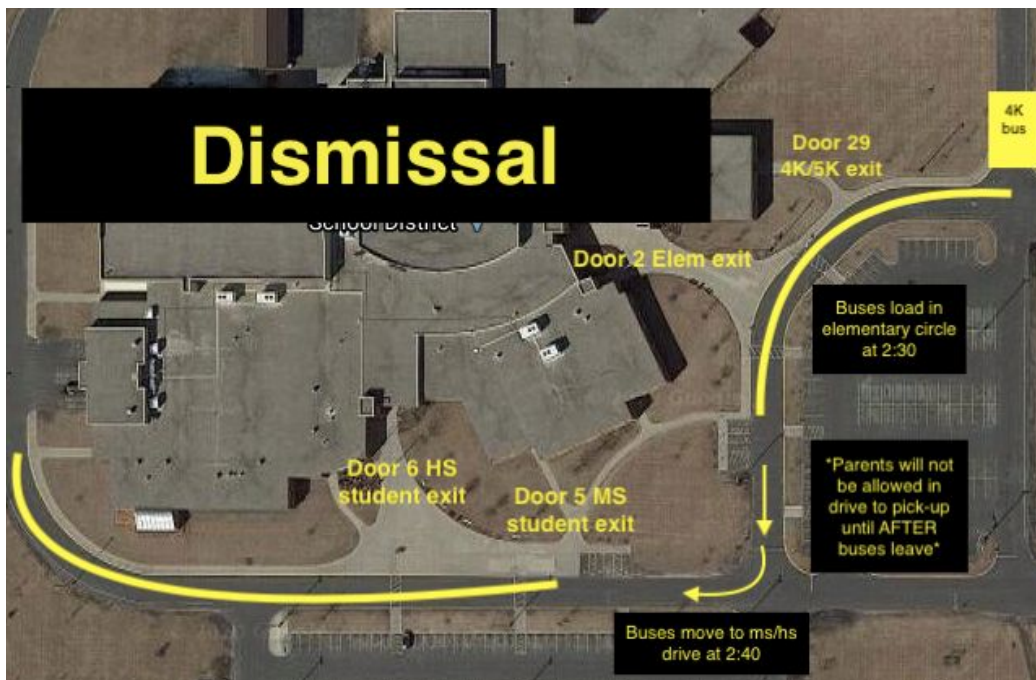 Dismissal
School District
4K
bus
Door 29
4K/5K exit
Door 2 Elem exit
Buses load in
elementary circle
at 2:30
Door 6 HS
student exit
Door 5 MS
student exit
*Parents will not
be allowed in
drive to pick-up
until AFTER
buses leave*
Buses move to ms/hs
drive at 2:40